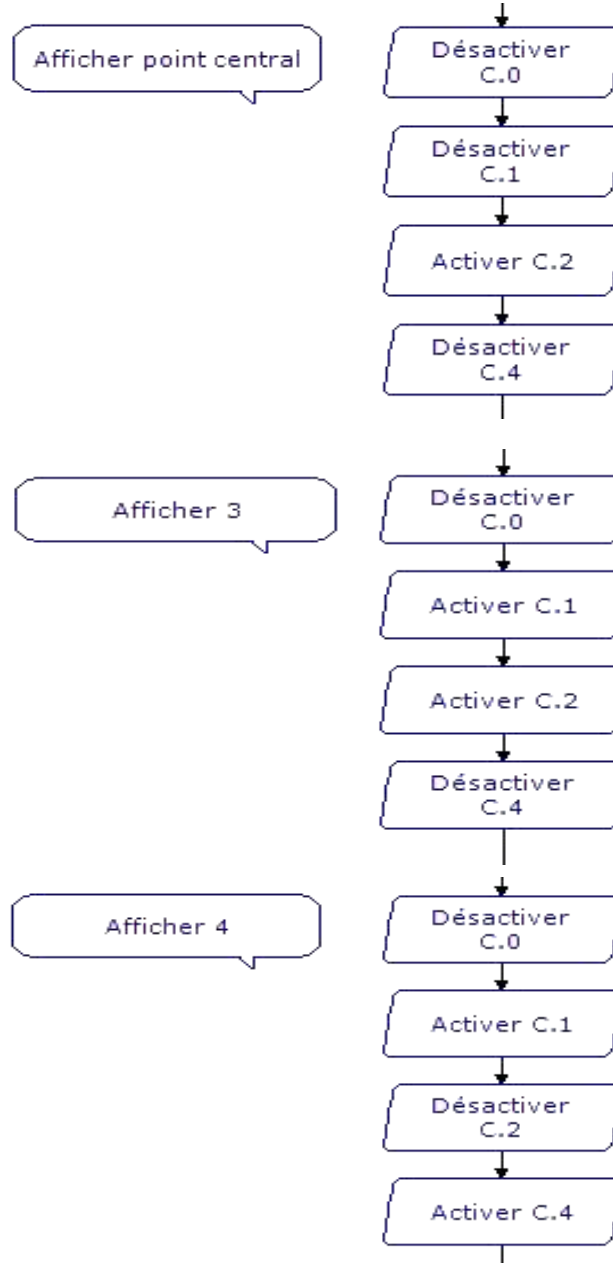 Afficher point central
Désactiver
C.0
Désactiver
C.1
Activer C.2
Désactiver
C.4
Afficher 3
Désactiver
C.0
Activer C.1
Activer C.2
Désactiver
C.4
Afficher 4
Désactiver
C.0
Activer C.1
Désactiver
C.2
Activer C.4